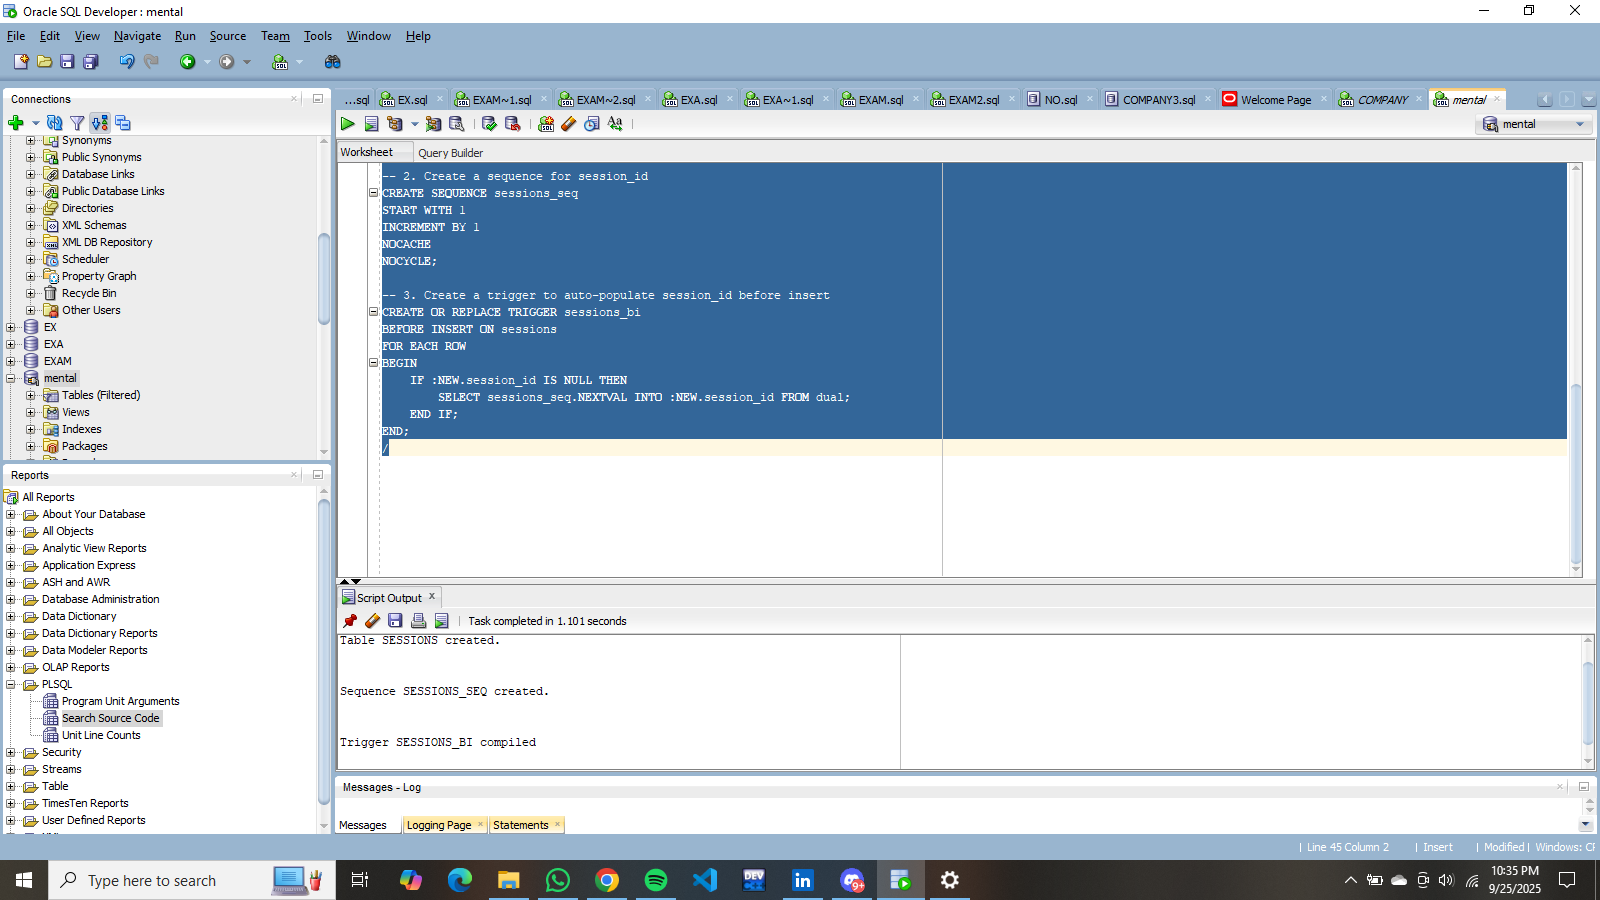 Oracle SQL Developer : mental
File Edit View Navigate Run Source Team Tools Window Help
Connections
Synonyms
Public Synonyms
Database Links
Public Database Links
Directories
XML Schemas
XML DB Repository
Scheduler
Property Graph
Recycle Bin
Other Users
EX
EXA
EXAM
mental
Tables (Filtered)
Views
Indexes
Packages
Reports
All Reports
About Your Database
All Objects
Analytic View Reports
Application Express
ASH and AWR
Database Administration
Data Dictionary
Data Dictionary Reports
Data Modeler Reports
OLAP Reports
PLSQL
Program Unit Arguments
Search Source Code
Unit Line Counts
Security
Streams
Table
TimesTen Reports
User Defined Reports
...sql EX.sql EXAM~1.sql EXAM~2.sql EXA.sql EXA~1.sql EXAM.sql EXAM2.sql NO.sql COMPANY3.sql Welcome Page COMPANY mental
mental
Worksheet Query Builder
-- 2. Create a sequence for session_id
CREATE SEQUENCE sessions_seq
START WITH 1
INCREMENT BY 1
NOCACHE
NOCYCLE;
-- 3. Create a trigger to auto-populate session_id before insert
CREATE OR REPLACE TRIGGER sessions_bi
BEFORE INSERT ON sessions
FOR EACH ROW
BEGIN
IF :NEW.session_id IS NULL THEN
SELECT sessions_seq.NEXTVAL INTO :NEW.session_id FROM dual;
END IF;
END;
/
Script Output
Task completed in 1.101 seconds
Table SESSIONS created.
Sequence SESSIONS_SEQ created.
Trigger SESSIONS_BI compiled
Messages - Log
Messages Logging Page Statements
Line 45 Column 2 Insert Modified Windows: CF
Type here to search
DEV
9+
10:35 PM
9/25/2025